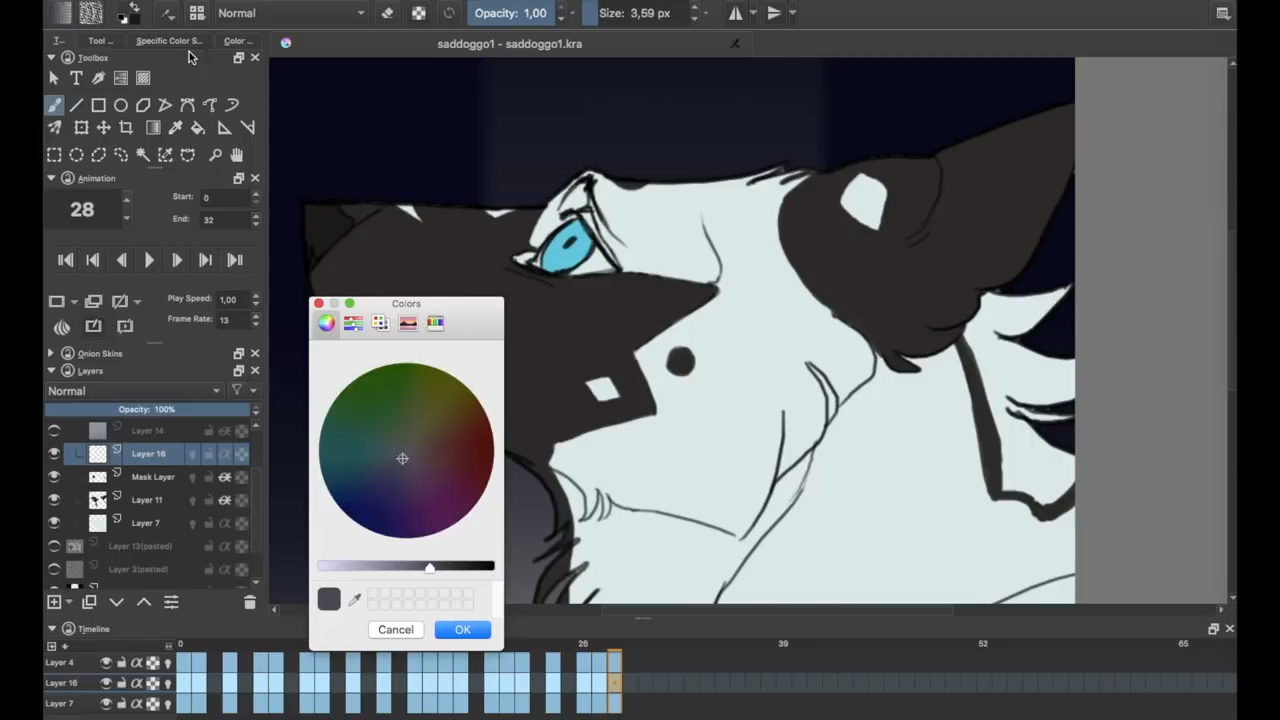 Normal
Opacity: 1,00
Size: 3,59 px
T...
Tool ...
Specific Color S...
Color ...
saddoggo1 - saddoggo1.kra
Toolbox
Animation
28
Start: 0
End: 32
Play Speed: 1,00
Frame Rate: 13
Onion Skins
Layers
Normal
Opacity: 100%
Layer 14
Layer 16
Mask Layer
Layer 11
Layer 7
Layer 13(pasted)
Layer 3(pasted)
Colors
Cancel
OK
Timeline
0
26
39
52
65
Layer 4
Layer 16
Layer 7